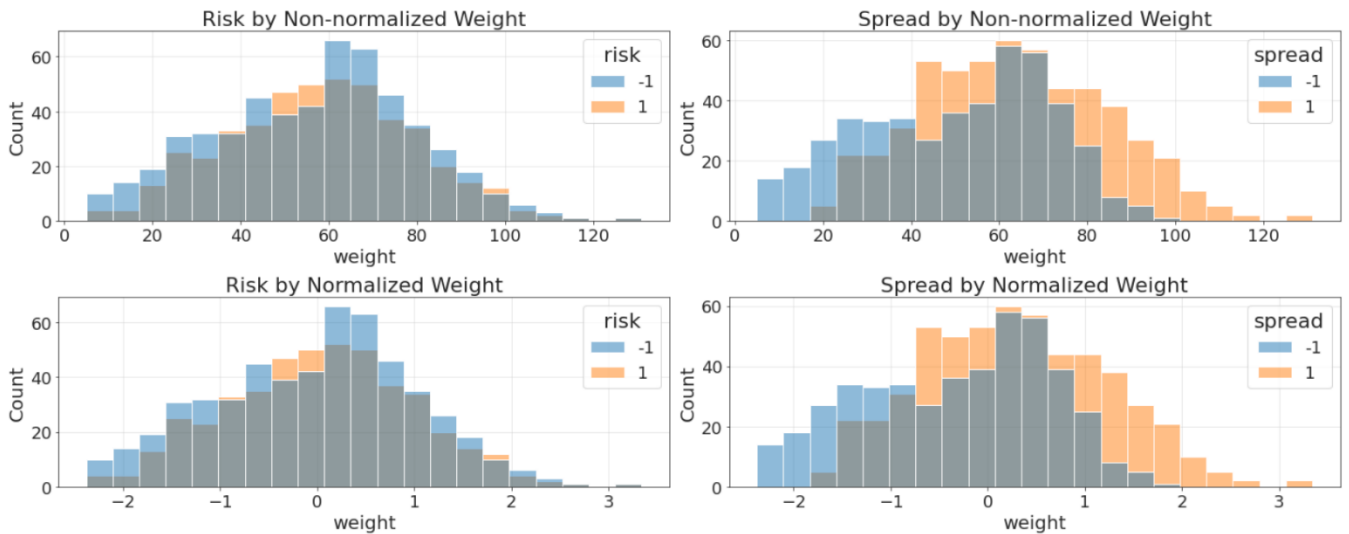 Risk by Non-normalized Weight
Count
60
40
20
0
risk
-1
1
0 20 40 60 80 100 120
weight
Spread by Non-normalized Weight
Count
60
40
20
0
spread
-1
1
0 20 40 60 80 100 120
weight
Risk by Normalized Weight
Count
60
40
20
0
risk
-1
1
−2 −1 0 1 2 3
weight
Spread by Normalized Weight
Count
60
40
20
0
spread
-1
1
−2 −1 0 1 2 3
weight